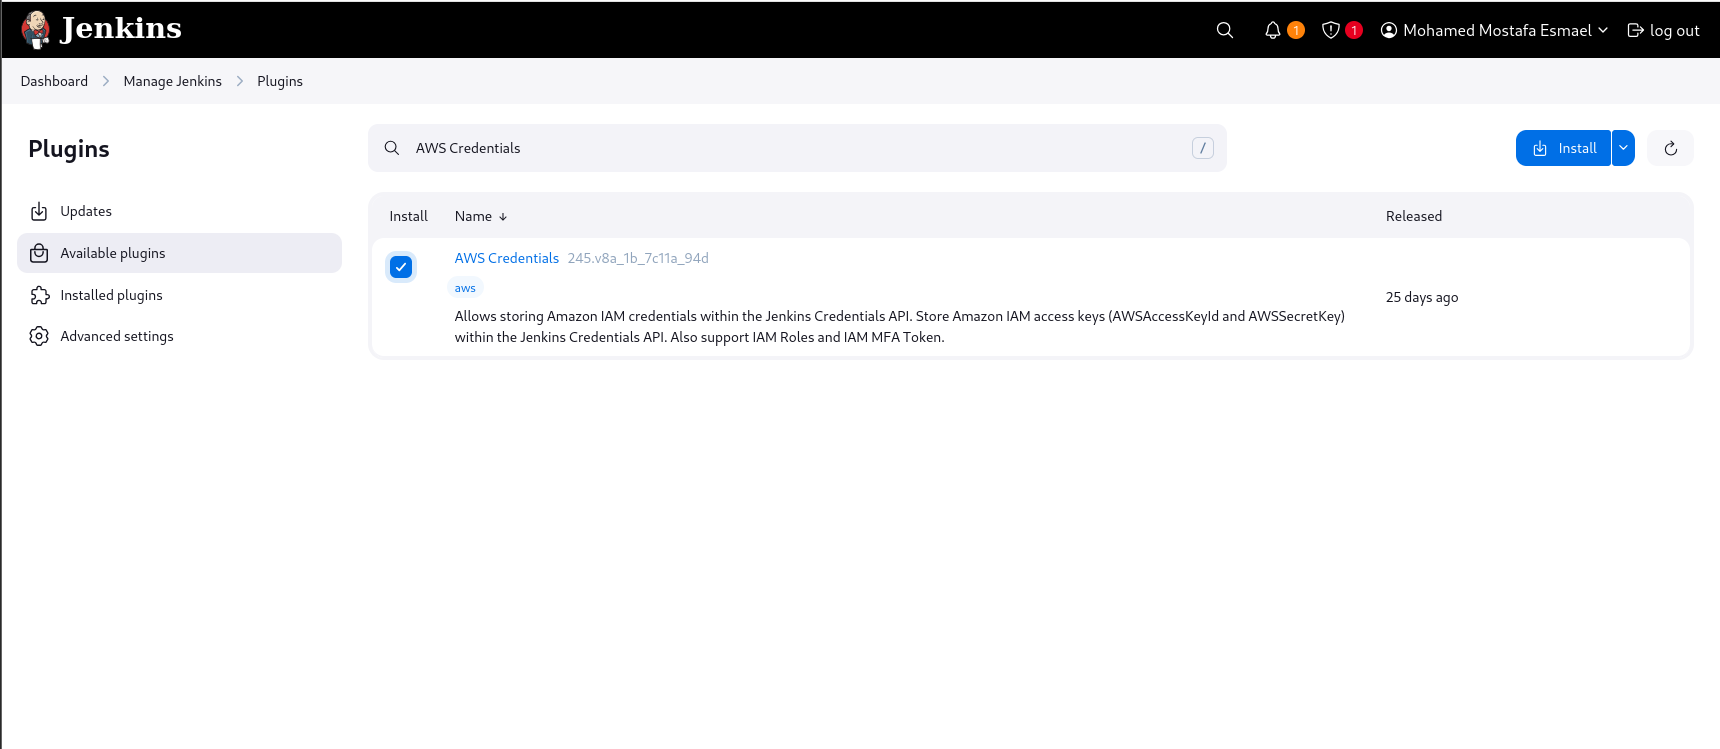 Jenkins
1
1
Mohamed Mostafa Esmael
log out
Dashboard
Manage Jenkins
Plugins
Plugins
AWS Credentials
/
Install
Updates
Available plugins
Installed plugins
Advanced settings
Install
Name
Released
AWS Credentials 245.v8a_1b_7c11a_94d
aws
Allows storing Amazon IAM credentials within the Jenkins Credentials API. Store Amazon IAM access keys (AWSAccessKeyId and AWSSecretKey)
within the Jenkins Credentials API. Also support IAM Roles and IAM MFA Token.
25 days ago